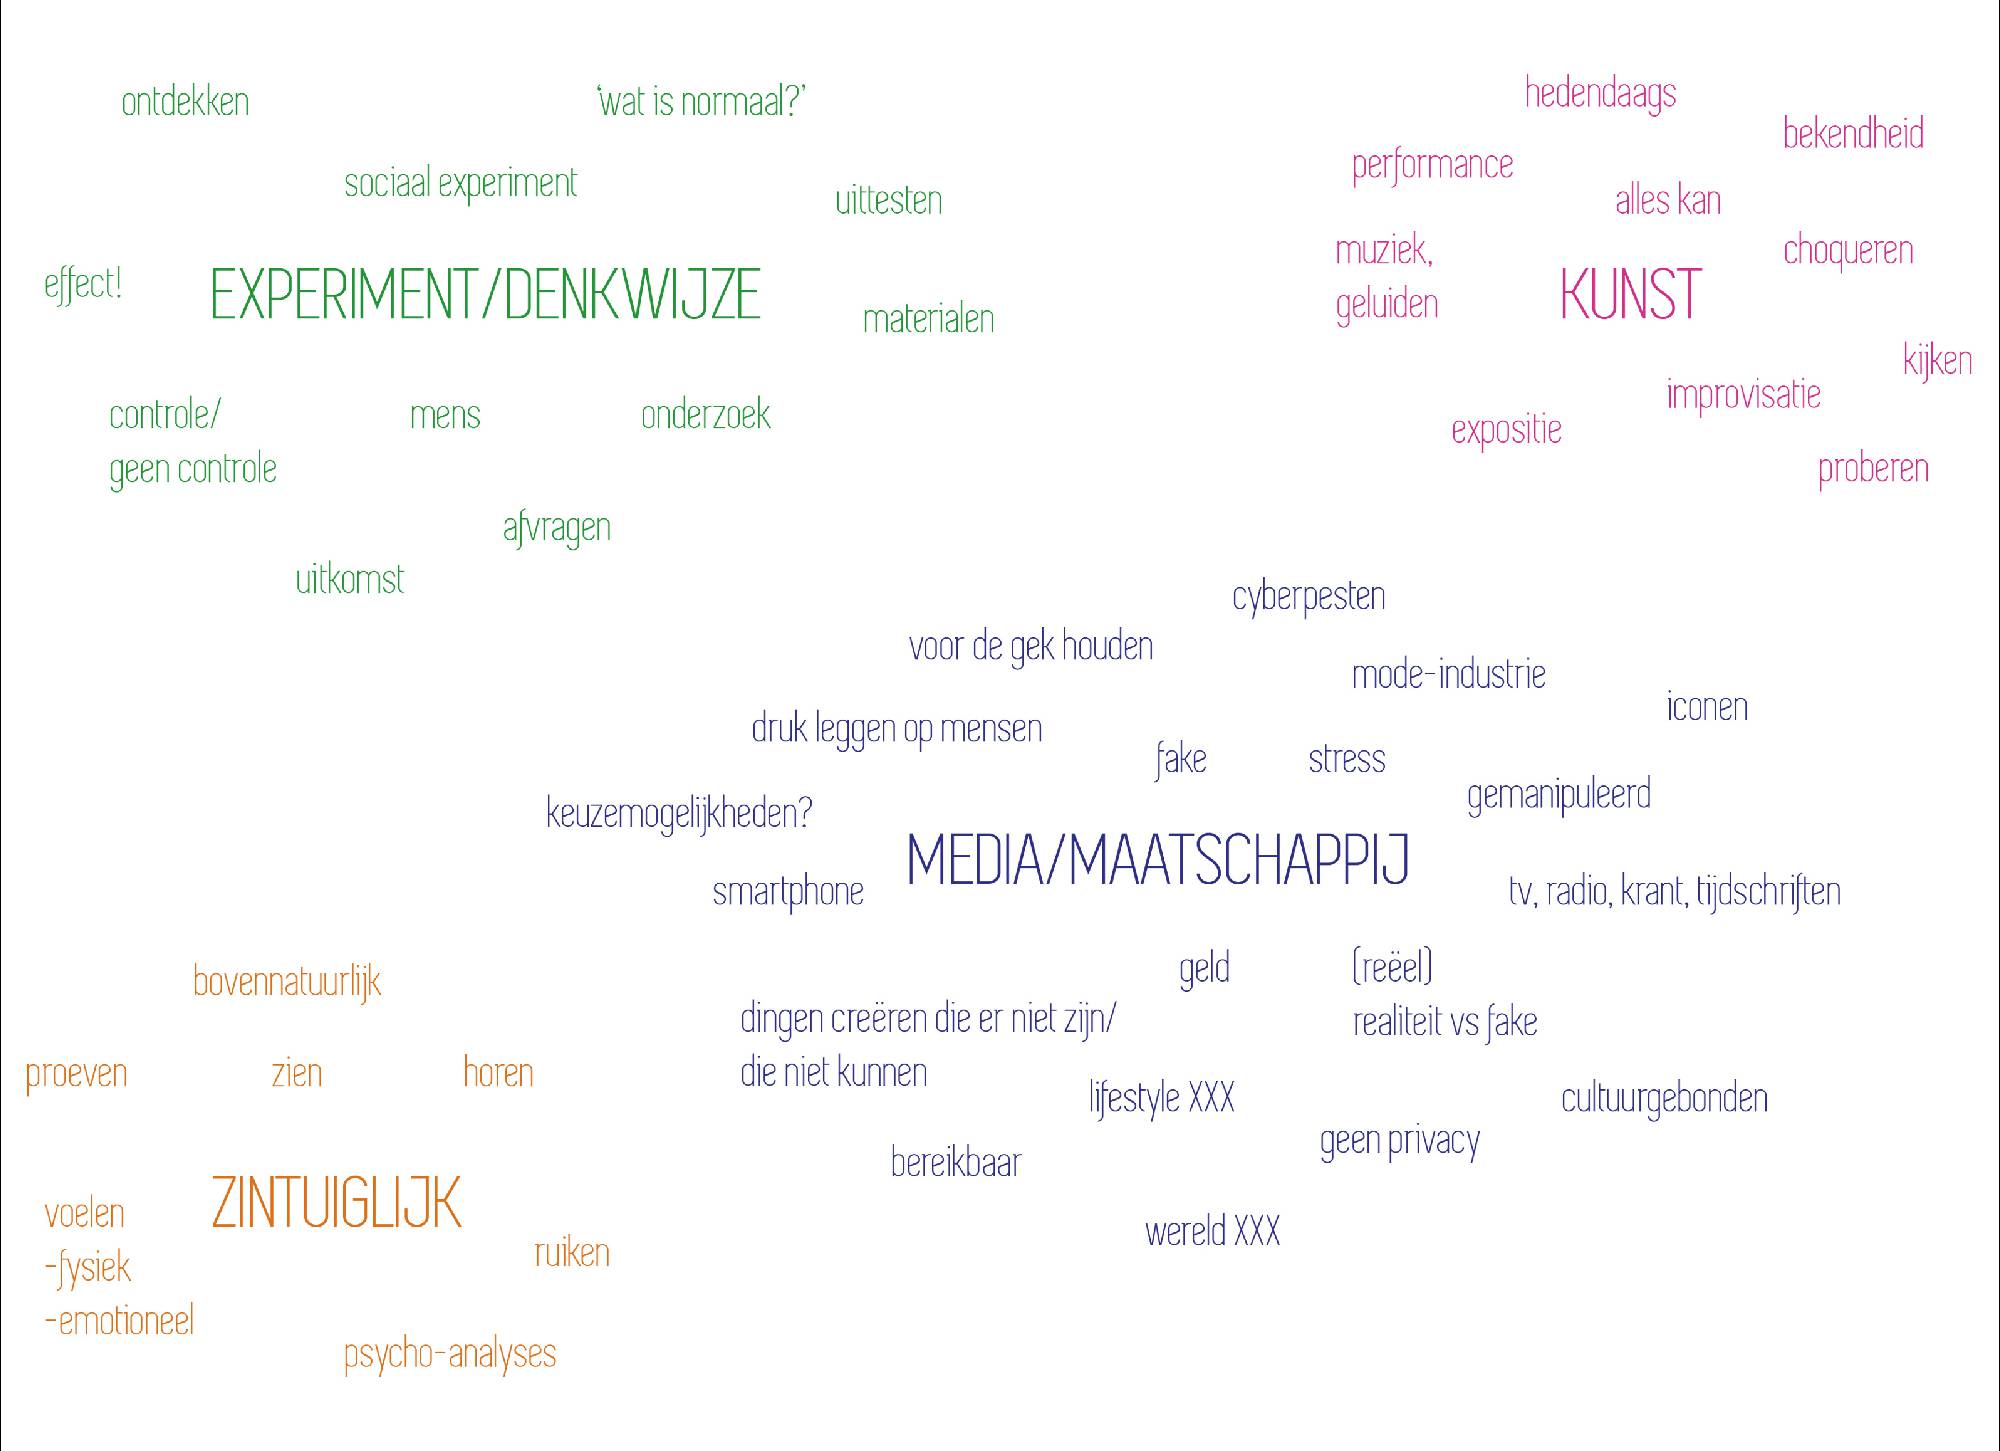 ontdekken
'wat is normaal?'
sociaal experiment
uittesten
effect!
EXPERIMENT/DENKWIJZE
materialen
controle/
geen controle
mens
onderzoek
afvragen
uitkomst
hedendaags
bekendheid
performance
alles kan
muziek,
geluiden
choqueren
KUNST
kijken
improvisatie
expositie
proberen
cyberpesten
voor de gek houden
mode-industrie
iconen
druk leggen op mensen
fake
stress
gemanipuleerd
keuzemogelijkheden?
MEDIA/MAATSCHAPPIJ
smartphone
tv, radio, krant, tijdschriften
geld
(reëel)
realiteit vs fake
dingen creëren die er niet zijn/
die niet kunnen
lifestyle XXX
cultuurgebonden
geen privacy
bereikbaar
wereld XXX
bovennatuurlijk
proeven
zien
horen
ZINTUIGLIJK
voelen
-fysiek
-emotioneel
ruiken
psycho-analyses